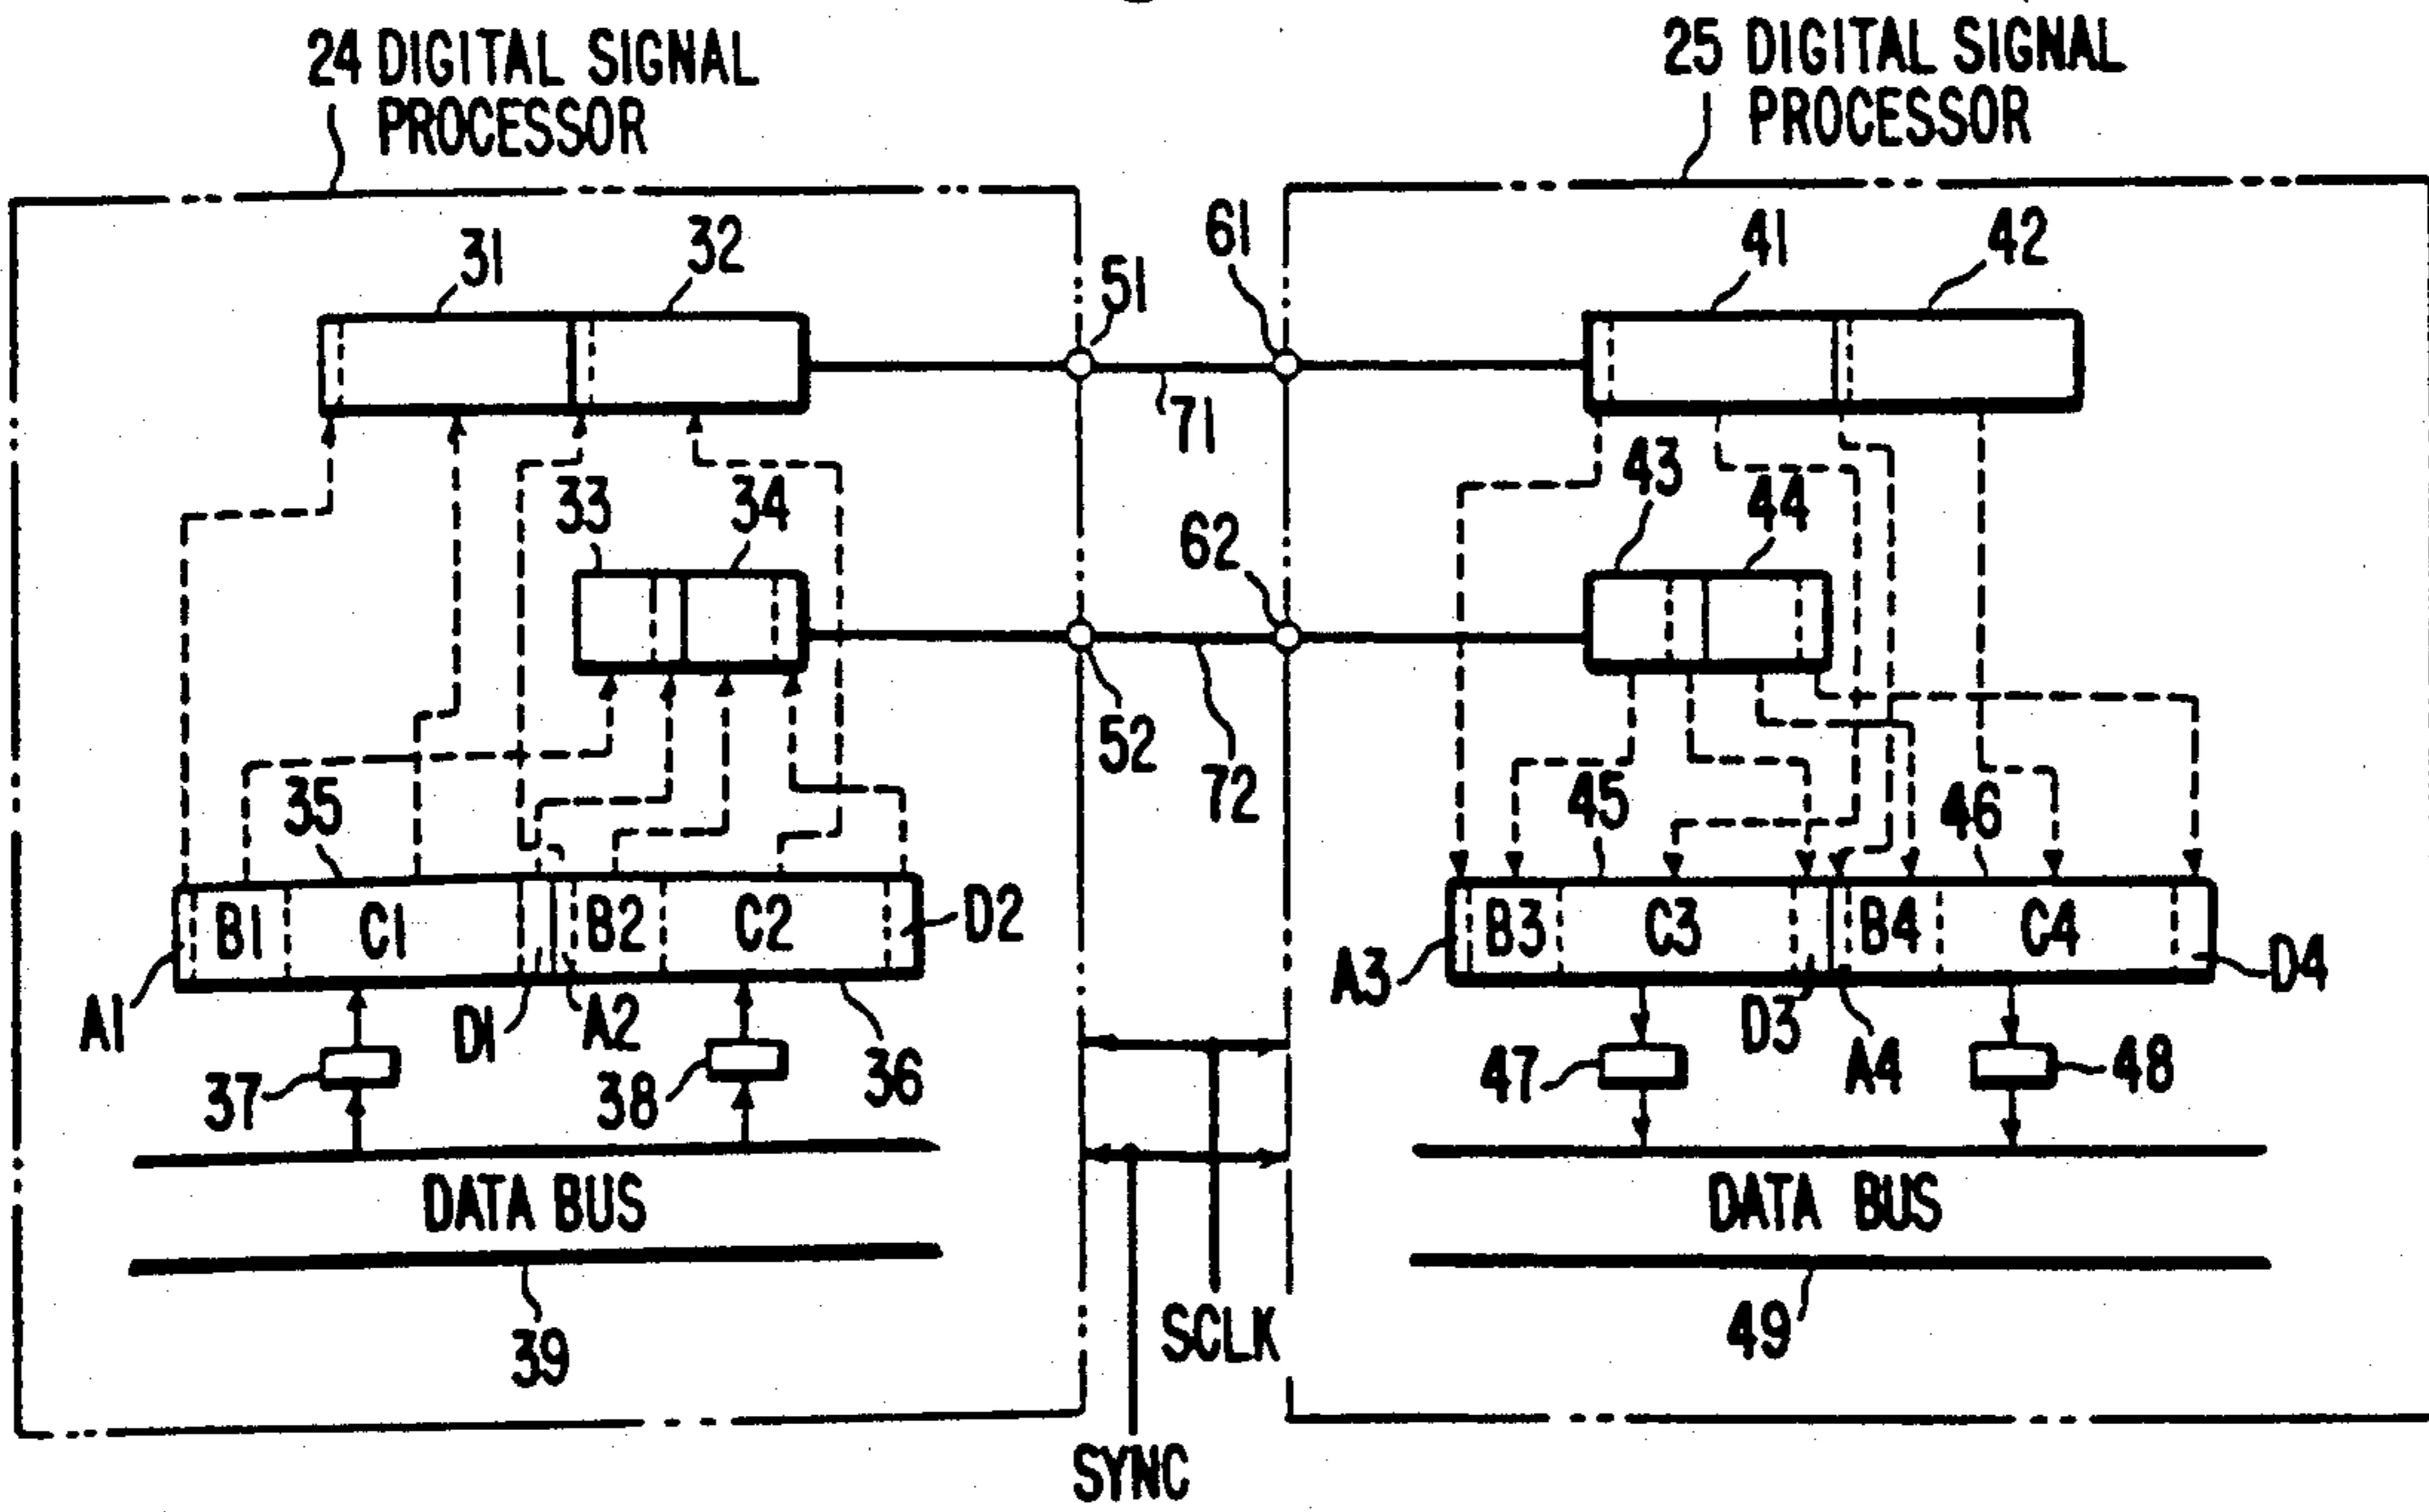 24 DIGITAL SIGNAL
PROCESSOR
25 DIGITAL SIGNAL
PROCESSOR
31
32
51
61
41
42
71
33
34
43
44
62
52
72
35
45
46
B1
C1
B2
C2
D2
B3
C3
B4
C4
D4
A1
D1
A2
A3
D3
A4
37
38
36
47
48
DATA BUS
DATA BUS
39
SCLK
49
SYNC